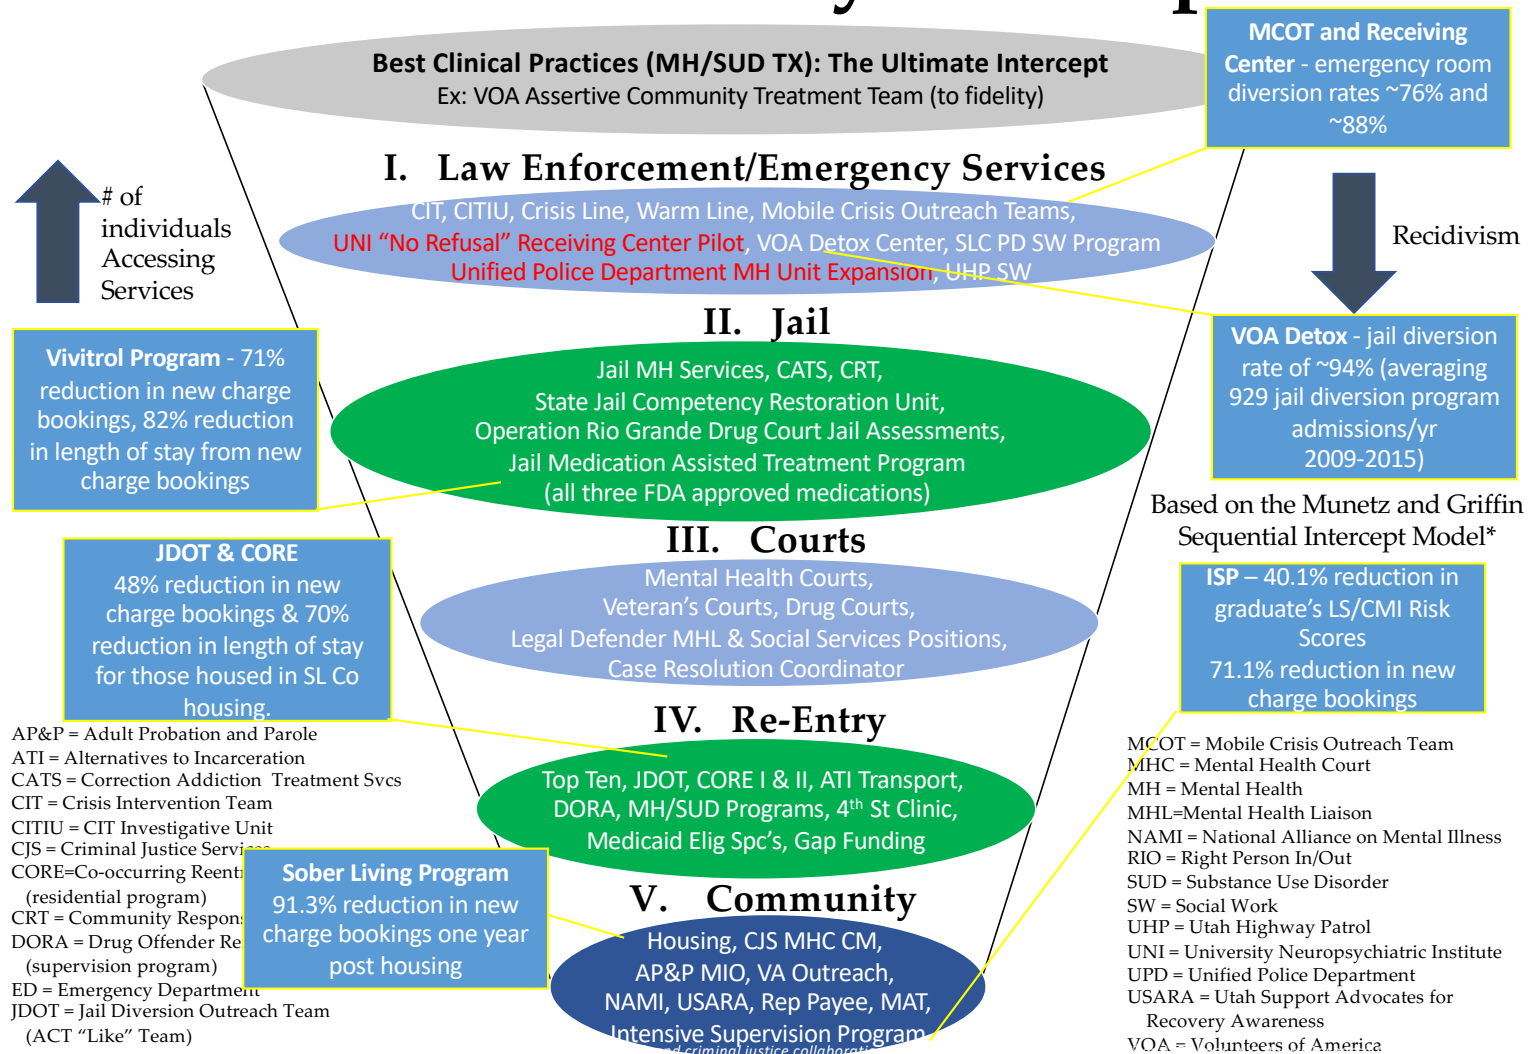 Best Clinical Practices (MH/SUD TX): The Ultimate Intercept
Ex: VOA Assertive Community Treatment Team (to fidelity)
MCOT and Receiving
Center - emergency room
diversion rates ~76% and
~88%
I. Law Enforcement/Emergency Services
CIT, CITIU, Crisis Line, Warm Line, Mobile Crisis Outreach Teams,
UNI “No Refusal” Receiving Center Pilot, VOA Detox Center, SLC PD SW Program
Unified Police Department MH Unit Expansion, UHP SW
# of
individuals
Accessing
Services
Recidivism
II. Jail
Jail MH Services, CATS, CRT,
State Jail Competency Restoration Unit,
Operation Rio Grande Drug Court Jail Assessments,
Jail Medication Assisted Treatment Program
(all three FDA approved medications)
Vivitrol Program - 71%
reduction in new charge
bookings, 82% reduction
in length of stay from new
charge bookings
VOA Detox - jail diversion
rate of ~94% (averaging
929 jail diversion program
admissions/yr
2009-2015)
Based on the Munetz and Griffin
Sequential Intercept Model*
III. Courts
Mental Health Courts,
Veteran’s Courts, Drug Courts,
Legal Defender MHL & Social Services Positions,
Case Resolution Coordinator
JDOT & CORE
48% reduction in new
charge bookings & 70%
reduction in length of stay
for those housed in SL Co
housing.
ISP – 40.1% reduction in
graduate’s LS/CMI Risk
Scores
71.1% reduction in new
charge bookings
IV. Re-Entry
Top Ten, JDOT, CORE I & II, ATI Transport,
DORA, MH/SUD Programs, 4th St Clinic,
Medicaid Elig Spc’s, Gap Funding
V. Community
Housing, CJS MHC CM,
AP&P MIO, VA Outreach,
NAMI, USARA, Rep Payee, MAT,
Intensive Supervision Program
and criminal justice collaboration
Sober Living Program
91.3% reduction in new
charge bookings one year
post housing
AP&P = Adult Probation and Parole
ATI = Alternatives to Incarceration
CATS = Correction Addiction Treatment Svcs
CIT = Crisis Intervention Team
CITIU = CIT Investigative Unit
CJS = Criminal Justice Services
CORE=Co-occurring
(residential program)
CRT = Community
DORA = Drug Offender
(supervision program)
ED = Emergency Department
JDOT = Jail Diversion Outreach Team
(ACT “Like” Team)
MCOT = Mobile Crisis Outreach Team
MHC = Mental Health Court
MH = Mental Health
MHL=Mental Health Liaison
NAMI = National Alliance on Mental Illness
RIO = Right Person In/Out
SUD = Substance Use Disorder
SW = Social Work
UHP = Utah Highway Patrol
UNI = University Neuropsychiatric Institute
UPD = Unified Police Department
USARA = Utah Support Advocates for
Recovery Awareness
VOA = Volunteers of America